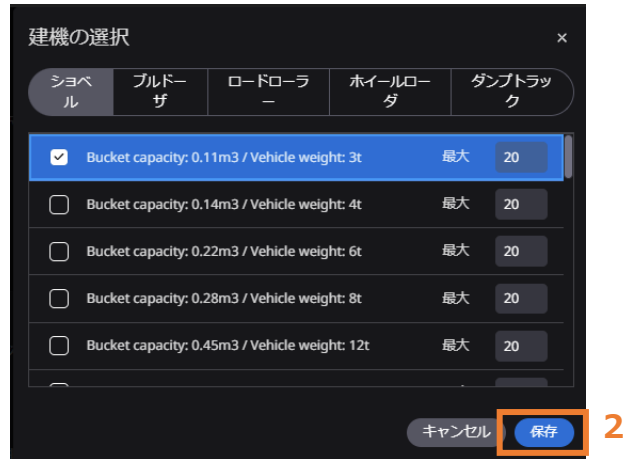 建機の選択 ×
ショベ
ル
ブルドー
ザ
ロードローラ
ー
ホイールロー
ダ
ダンプトラッ
ク
Bucket capacity: 0.11m3 / Vehicle weight: 3t 最大 20
Bucket capacity: 0.14m3 / Vehicle weight: 4t 最大 20
Bucket capacity: 0.22m3 / Vehicle weight: 6t 最大 20
Bucket capacity: 0.28m3 / Vehicle weight: 8t 最大 20
Bucket capacity: 0.45m3 / Vehicle weight: 12t 最大 20
キャンセル 保存 2